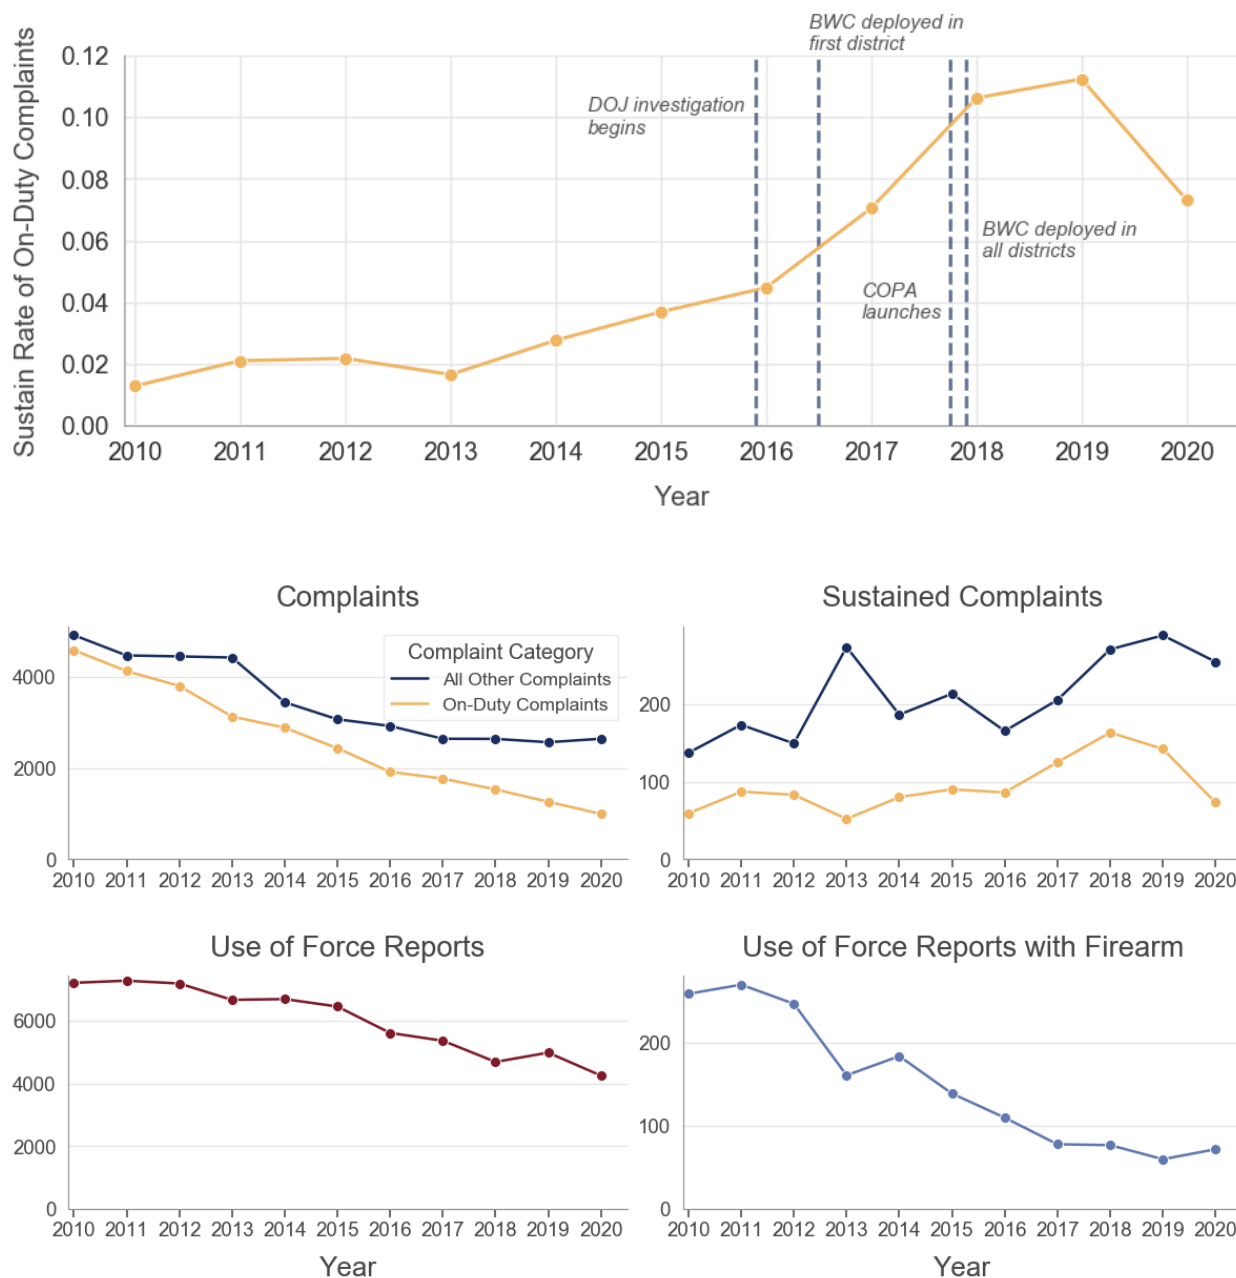 BWC deployed in
first district
0.12
0.10
0.08
0.06
0.04
0.02
0.00
Sustain Rate of On-Duty Complaints
DOJ investigation
begins
BWC deployed in
all districts
COPA
launches
2010 2011 2012 2013 2014 2015 2016 2017 2018 2019 2020
Year
Complaints
4000
2000
0
Complaint Category
All Other Complaints
On-Duty Complaints
2010 2011 2012 2013 2014 2015 2016 2017 2018 2019 2020
Sustained Complaints
200
100
0
2010 2011 2012 2013 2014 2015 2016 2017 2018 2019 2020
Use of Force Reports
6000
4000
2000
0
2010 2011 2012 2013 2014 2015 2016 2017 2018 2019 2020
Year
Use of Force Reports with Firearm
200
100
0
2010 2011 2012 2013 2014 2015 2016 2017 2018 2019 2020
Year